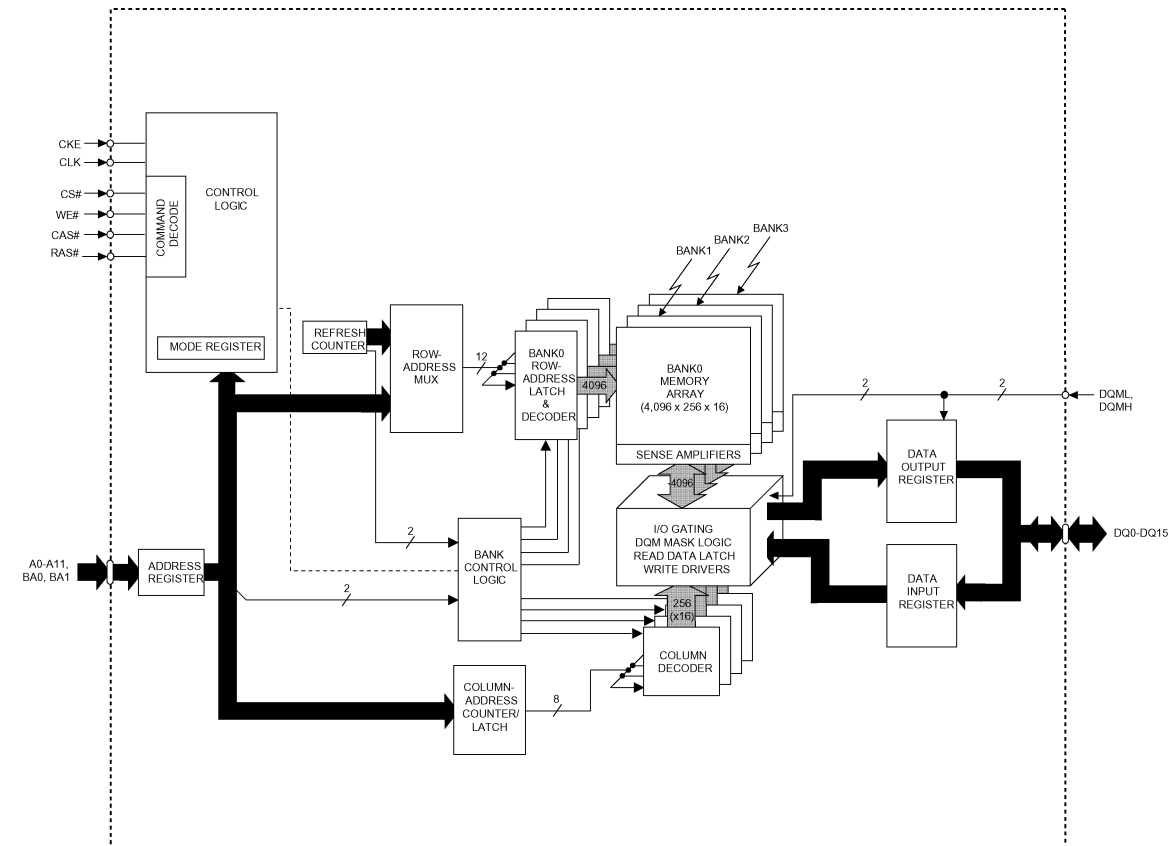 CKE
CLK
CS#
WE#
CAS#
RAS#
COMMAND
DECODE
CONTROL
LOGIC
MODE REGISTER
BANK3
BANK2
BANK1
REFRESH
COUNTER
ROW-
ADDRESS
MUX
12
BANK0
ROW-
ADDRESS
LATCH
&
DECODER
4096
BANK0
MEMORY
ARRAY
(4,096 x 256 x 16)
SENSE AMPLIFIERS
4096
2
2
DQML,
DQMH
DATA
OUTPUT
REGISTER
I/O GATING
DQM MASK LOGIC
READ DATA LATCH
WRITE DRIVERS
DQ0-DQ15
DATA
INPUT
REGISTER
2
BANK
CONTROL
LOGIC
A0-A11,
BA0, BA1
ADDRESS
REGISTER
2
256
(x16)
COLUMN
DECODER
COLUMN-
ADDRESS
COUNTER/
LATCH
8